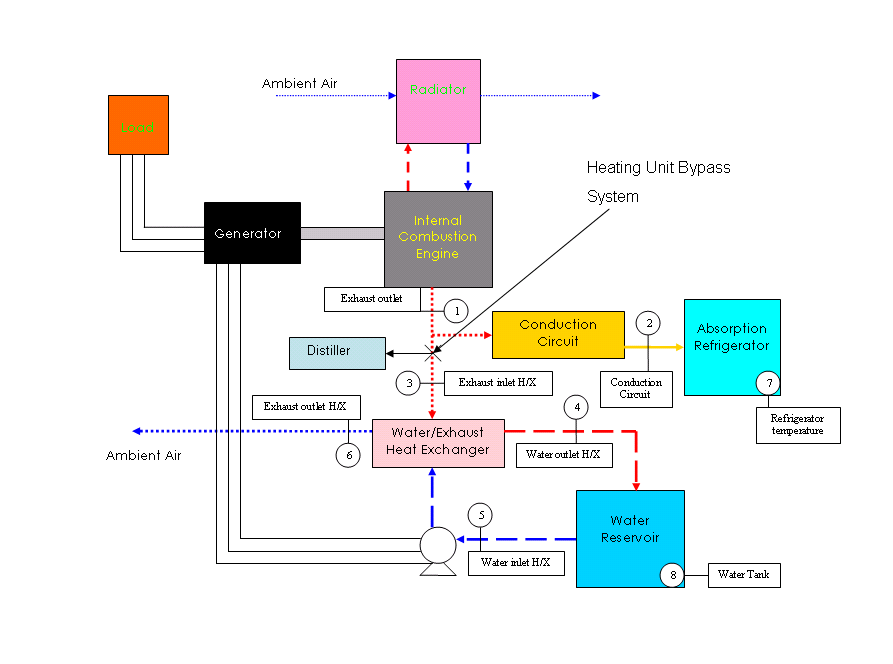 Ambient Air
Radiator
Load
Heating Unit Bypass
System
Generator
Internal
Combustion
Engine
Exhaust outlet
1
Conduction
Circuit
2
Absorption
Refrigerator
Distiller
3
Exhaust inlet H/X
Conduction
Circuit
7
Exhaust outlet H/X
4
Refrigerator
temperature
Water/Exhaust
Heat Exchanger
Ambient Air
6
Water outlet H/X
5
Water
Reservoir
Water inlet H/X
8
Water Tank